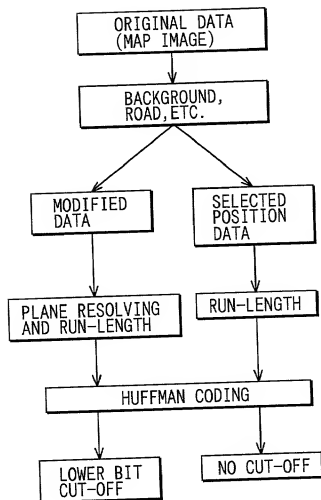 ORIGINAL DATA
(MAP IMAGE)
BACKGROUND,
ROAD,ETC.
MODIFIED
DATA
SELECTED
POSITION
DATA
PLANE RESOLVING
AND RUN-LENGTH
RUN-LENGTH
HUFFMAN CODING
LOWER BIT
CUT-OFF
NO CUT-OFF